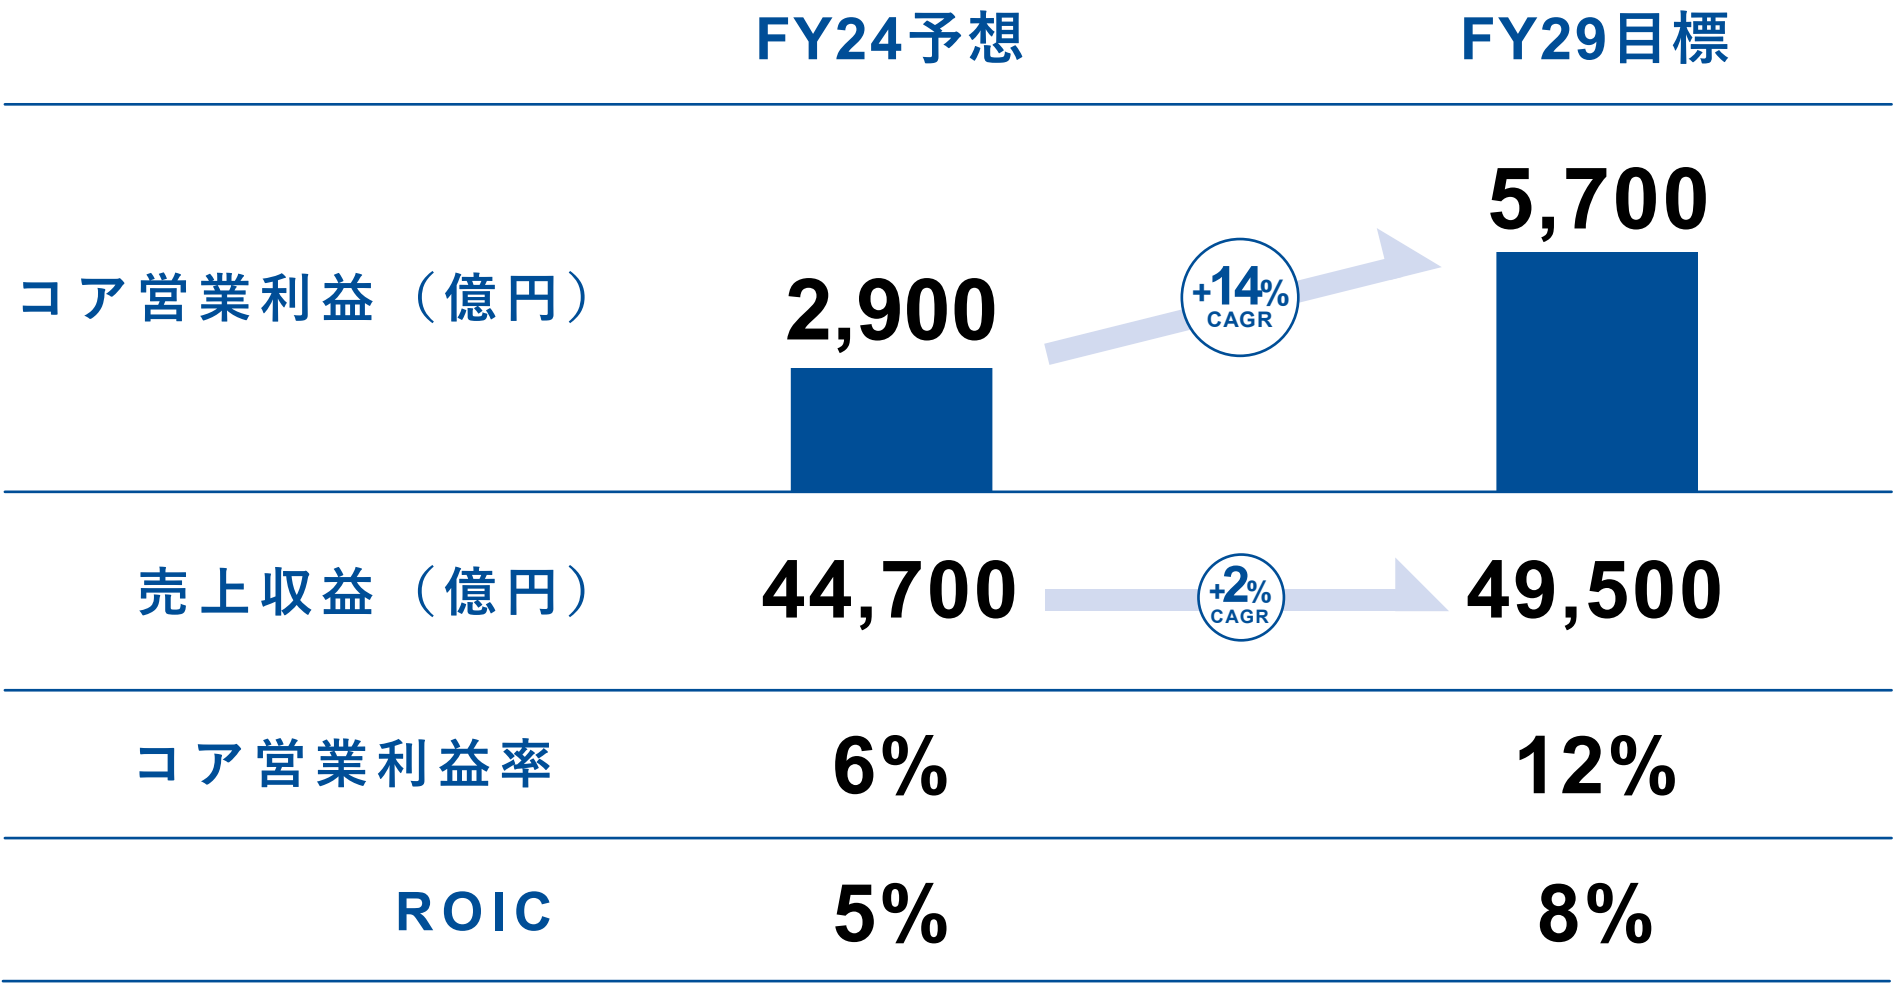 FY24予想
FY29目標
コア営業利益（億円）
2,900
+14%
CAGR
5,700
売上収益（億円）
44,700
+2%
CAGR
49,500
コア営業利益率
6%
12%
ROIC
5%
8%